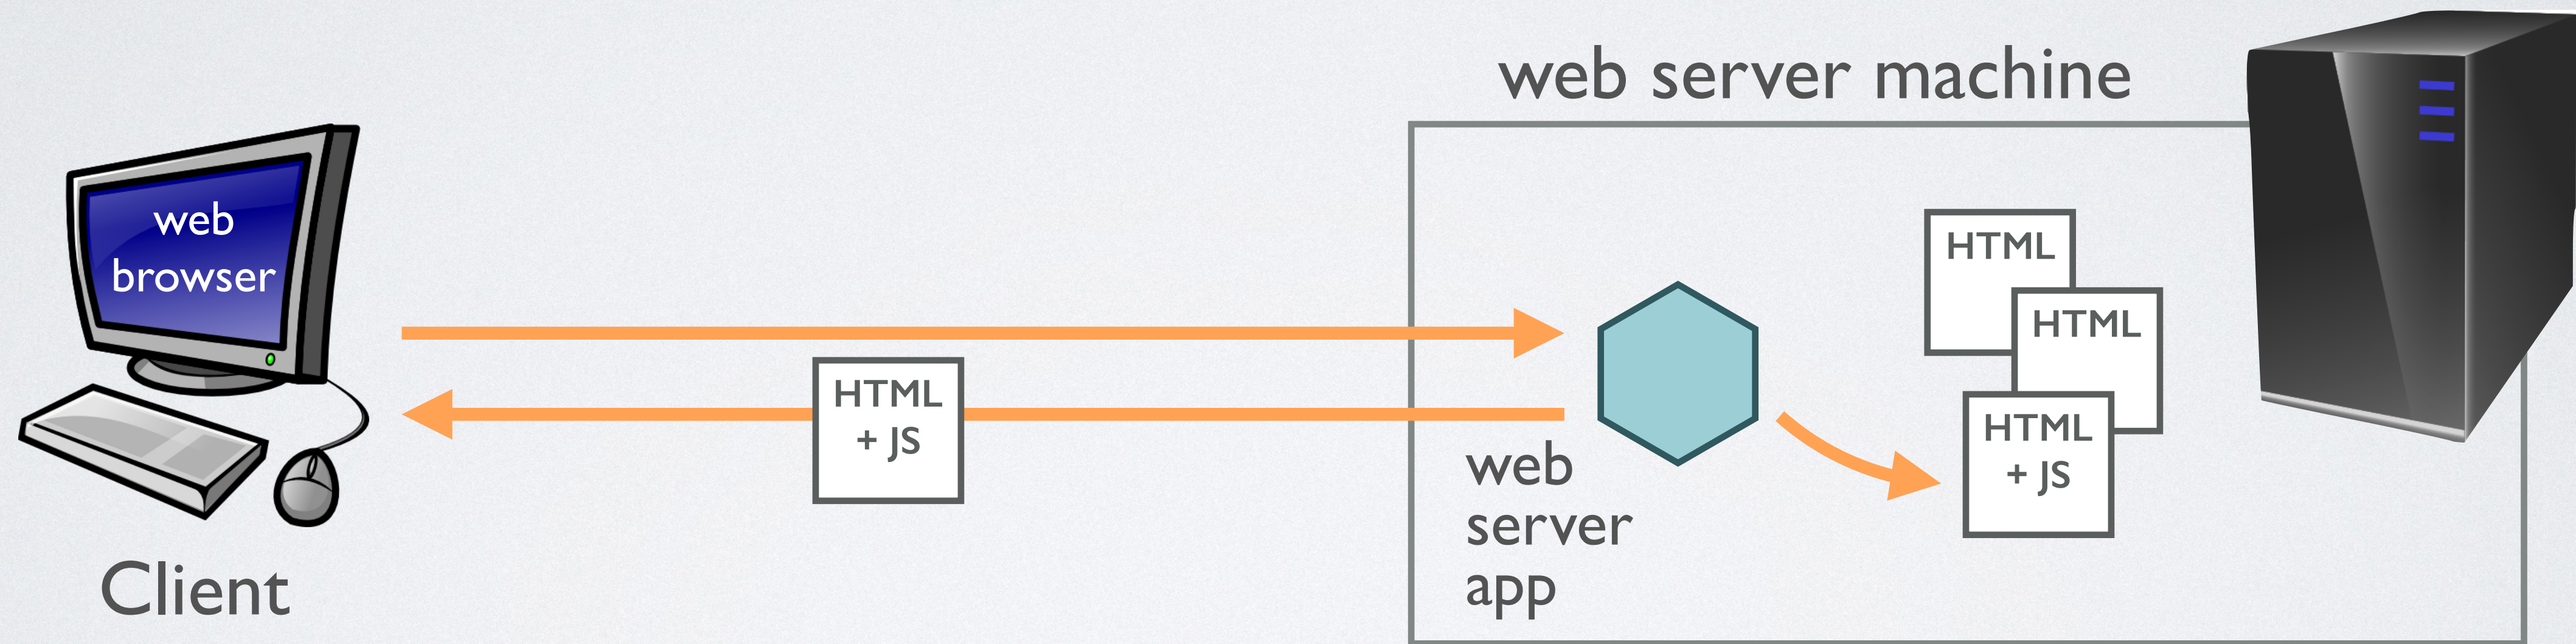 web server machine
web
browser
HTML
HTML
HTML
+ JS
HTML
+ JS
web
server
app
Client